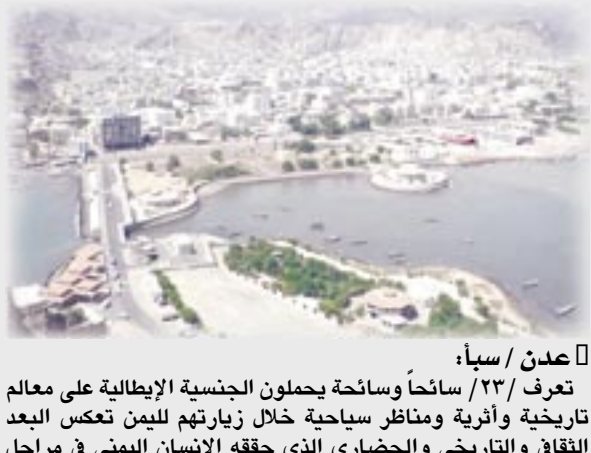 عدن / سبأ:
تعرف /٢٣/ سائحاً وسائحة يحملون الجنسية الإيطالية على معالم
تاريخية وأثرية ومناظر سياحية خلال زيارتهم لليمن تعكس البعد
الثقافي والتاريخي والحضاري الذي حققه الإنسان اليمني في مراحل